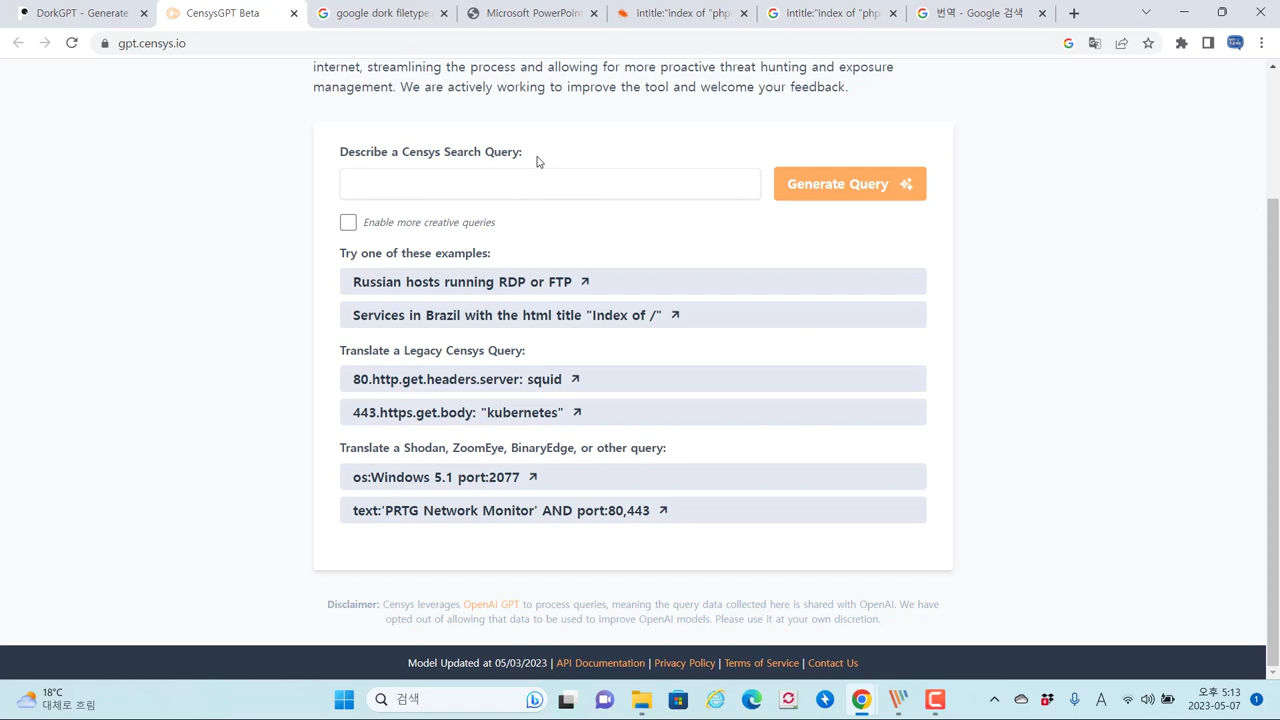 DorkGPT - Generate
CensysGPT Beta
google dork filetype
Microsoft PowerPoin
intitle:"Index of "php
intitle:"Index of "php
번역 - Google 검색
gpt.censys.io
internet, streamlining the process and allowing for more proactive threat hunting and exposure
management. We are actively working to improve the tool and welcome your feedback.
Describe a Censys Search Query:
Generate Query
Enable more creative queries
Try one of these examples:
Russian hosts running RDP or FTP
Services in Brazil with the html title "Index of /"
Translate a Legacy Censys Query:
80.http.get.headers.server: squid
443.https.get.body: "kubernetes"
Translate a Shodan, ZoomEye, BinaryEdge, or other query:
os:Windows 5.1 port:2077
text:'PRTG Network Monitor' AND port:80,443
Disclaimer: Censys leverages OpenAI GPT to process queries, meaning the query data collected here is shared with OpenAI. We have
opted out of allowing that data to be used to improve OpenAI models. Please use it at your own discretion.
Model Updated at 05/03/2023 | API Documentation | Privacy Policy | Terms of Service | Contact Us
18°C
대체로 흐림
검색
A
오후 5:13
2023-05-07
1